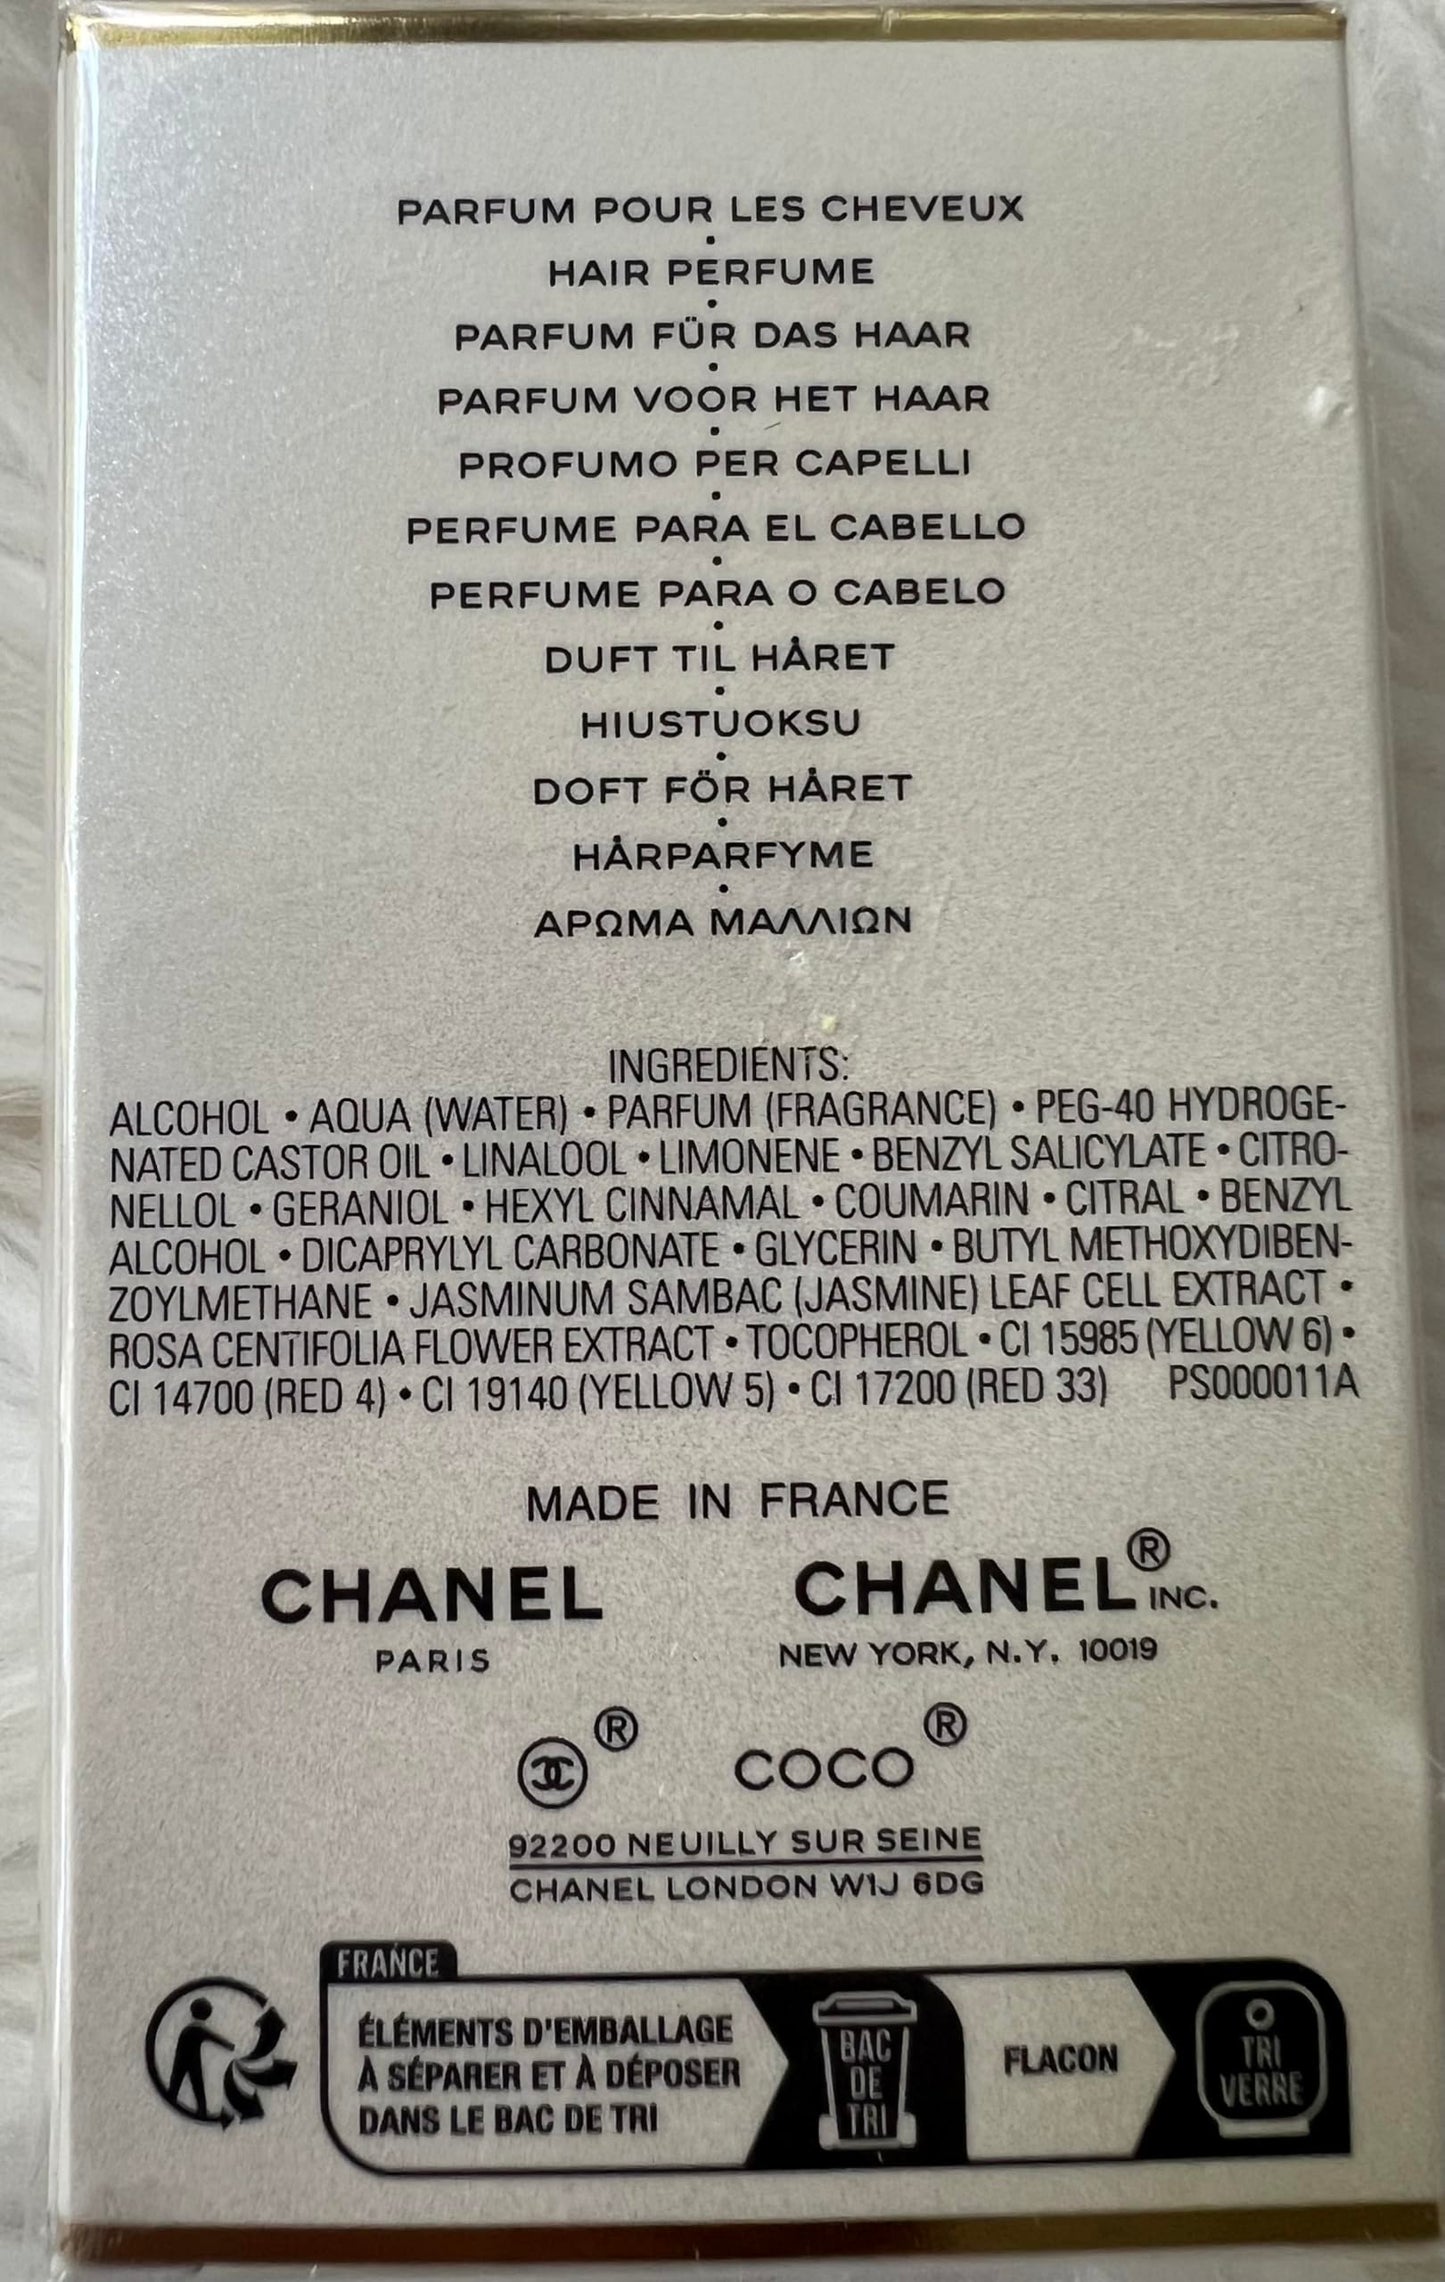 PARFUM POUR LES CHEVEUX
•
HAIR PERFUME
•
PARFUM FÜR DAS HAAR
•
PARFUM VOOR HET HAAR
•
PROFUMO PER CAPELLI
•
PERFUME PARA EL CABELLO
•
PERFUME PARA O CABELO
•
DUFT TIL HÅRET
•
HIUSTUOKSU
•
DOFT FÖR HÅRET
•
HÅRPARFYME
•
ΑΡΩΜΑ ΜΑΛΛΙΩΝ
INGREDIENTS:
ALCOHOL • AQUA (WATER) • PARFUM (FRAGRANCE) • PEG-40 HYDROGE-
NATED CASTOR OIL • LINALOOL • LIMONENE • BENZYL SALICYLATE • CITRO-
NELLOL • GERANIOL • HEXYL CINNAMAL • COUMARIN • CITRAL • BENZYL
ALCOHOL • DICAPRYLYL CARBONATE • GLYCERIN • BUTYL METHOXYDIBEN-
ZOYLMETHANE • JASMINUM SAMBAC (JASMINE) LEAF CELL EXTRACT •
ROSA CENTIFOLIA FLOWER EXTRACT • TOCOPHEROL • CI 15985 (YELLOW 6) •
CI 14700 (RED 4) • CI 19140 (YELLOW 5) • CI 17200 (RED 33) PS000011A
MADE IN FRANCE
CHANEL CHANEL® INC.
PARIS NEW YORK, N.Y. 10019
® COCO®
92200 NEUILLY SUR SEINE
CHANEL LONDON W1J 6DG
FRANCE
ÉLÉMENTS D'EMBALLAGE
À SÉPARER ET À DÉPOSER
DANS LE BAC DE TRI
BAC
DE
TRI
FLACON
TRI
VERRE